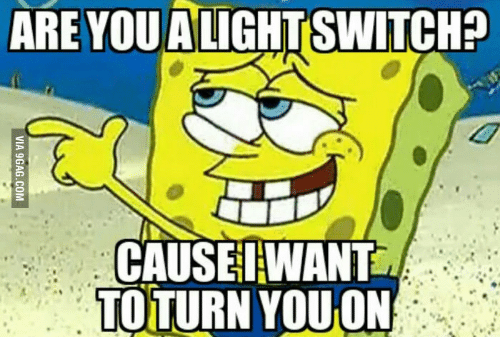 ARE YOU A LIGHT SWITCH?
VIA 9GAG.COM
CAUSE I WANT
TO TURN YOU ON